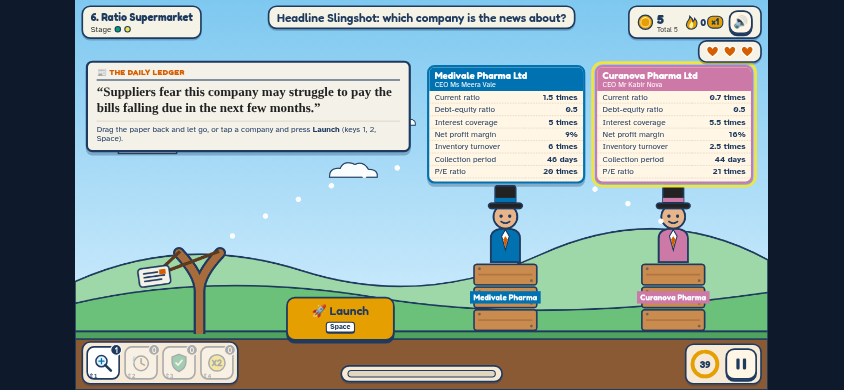 6. Ratio Supermarket
Stage
Headline Slingshot: which company is the news about?
5
Total 5
0
x1
THE DAILY LEDGER
“Suppliers fear this company may struggle to pay the
bills falling due in the next few months.”
Drag the paper back and let go, or tap a company and press Launch (keys 1, 2,
Space).
Medivale Pharma Ltd
CEO Ms Meera Vale
Current ratio 1.5 times
Debt-equity ratio 0.5
Interest coverage 5 times
Net profit margin 9%
Inventory turnover 6 times
Collection period 46 days
P/E ratio 20 times
Curanova Pharma Ltd
CEO Mr Kabir Nova
Current ratio 0.7 times
Debt-equity ratio 0.5
Interest coverage 5.5 times
Net profit margin 16%
Inventory turnover 2.5 times
Collection period 44 days
P/E ratio 21 times
Medivale Pharma
Curanova Pharma
Launch
Space
1
0
0
0
X2
39